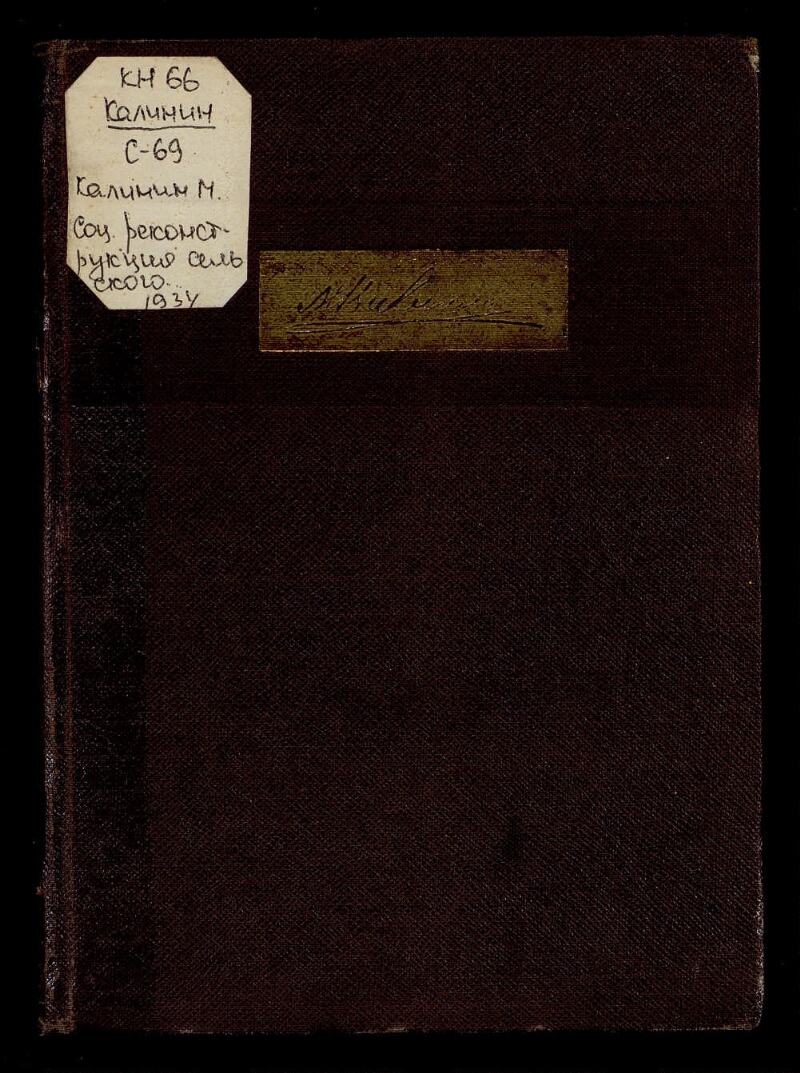 КН 66
Калинин
С-69
Калинин М.
Соц. реконст-
рукция сель
ского...
1934